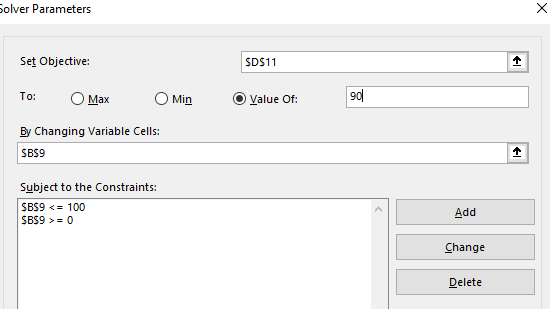 Solver Parameters
Set Objective: $D$11
To: Max Min Value Of: 90
By Changing Variable Cells:
$B$9
Subject to the Constraints:
$B$9 <= 100
$B$9 >= 0
Add
Change
Delete